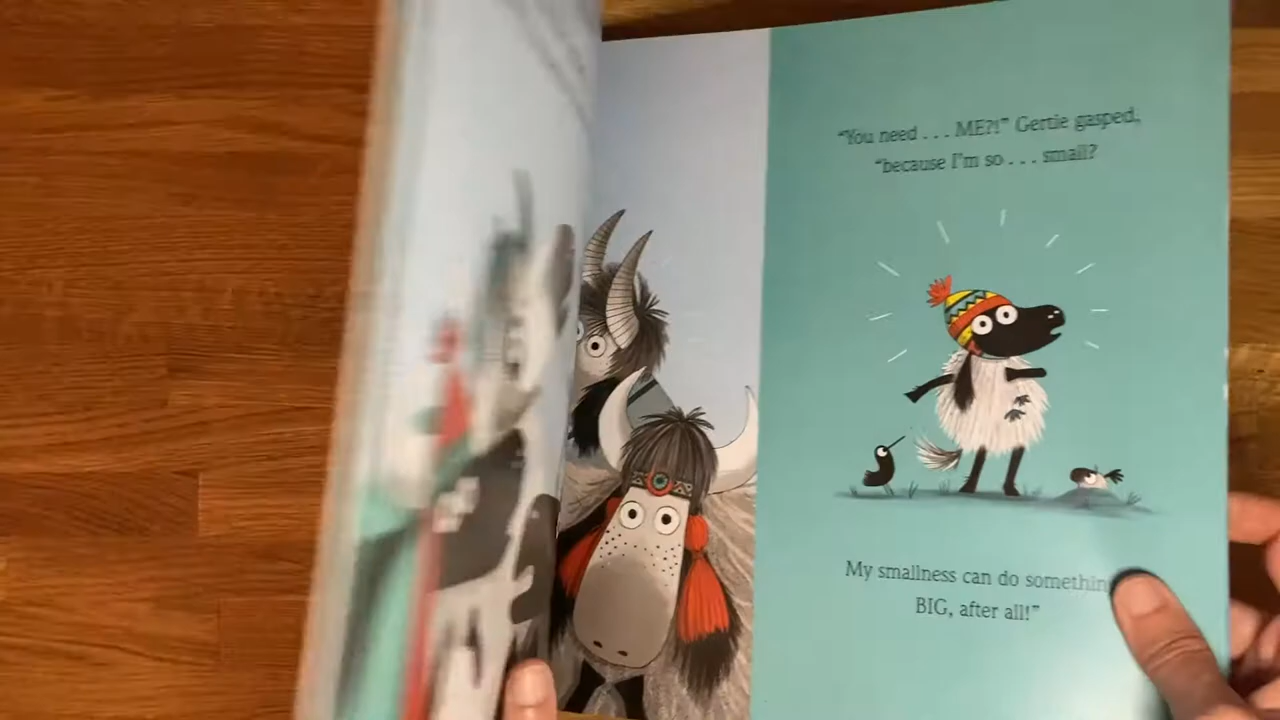 “You need . . . ME?!” Gertie gasped,
“because I’m so . . . small?
My smallness can do somethin
BIG, after all!”